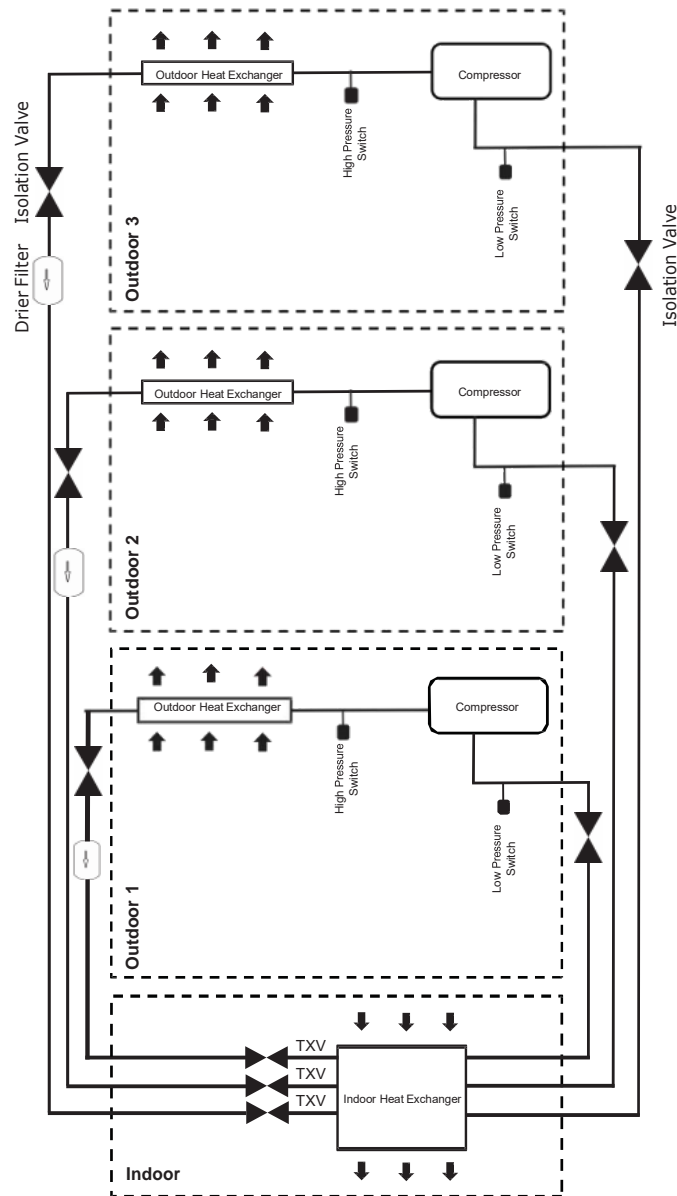 Outdoor Heat Exchanger
Compressor
High Pressure
Switch
Low Pressure
Switch
Outdoor 3
Isolation Valve
Drier Filter
Isolation Valve
Outdoor Heat Exchanger
Compressor
High Pressure
Switch
Low Pressure
Switch
Outdoor 2
Outdoor Heat Exchanger
Compressor
High Pressure
Switch
Low Pressure
Switch
Outdoor 1
TXV
TXV
TXV
Indoor Heat Exchanger
Indoor